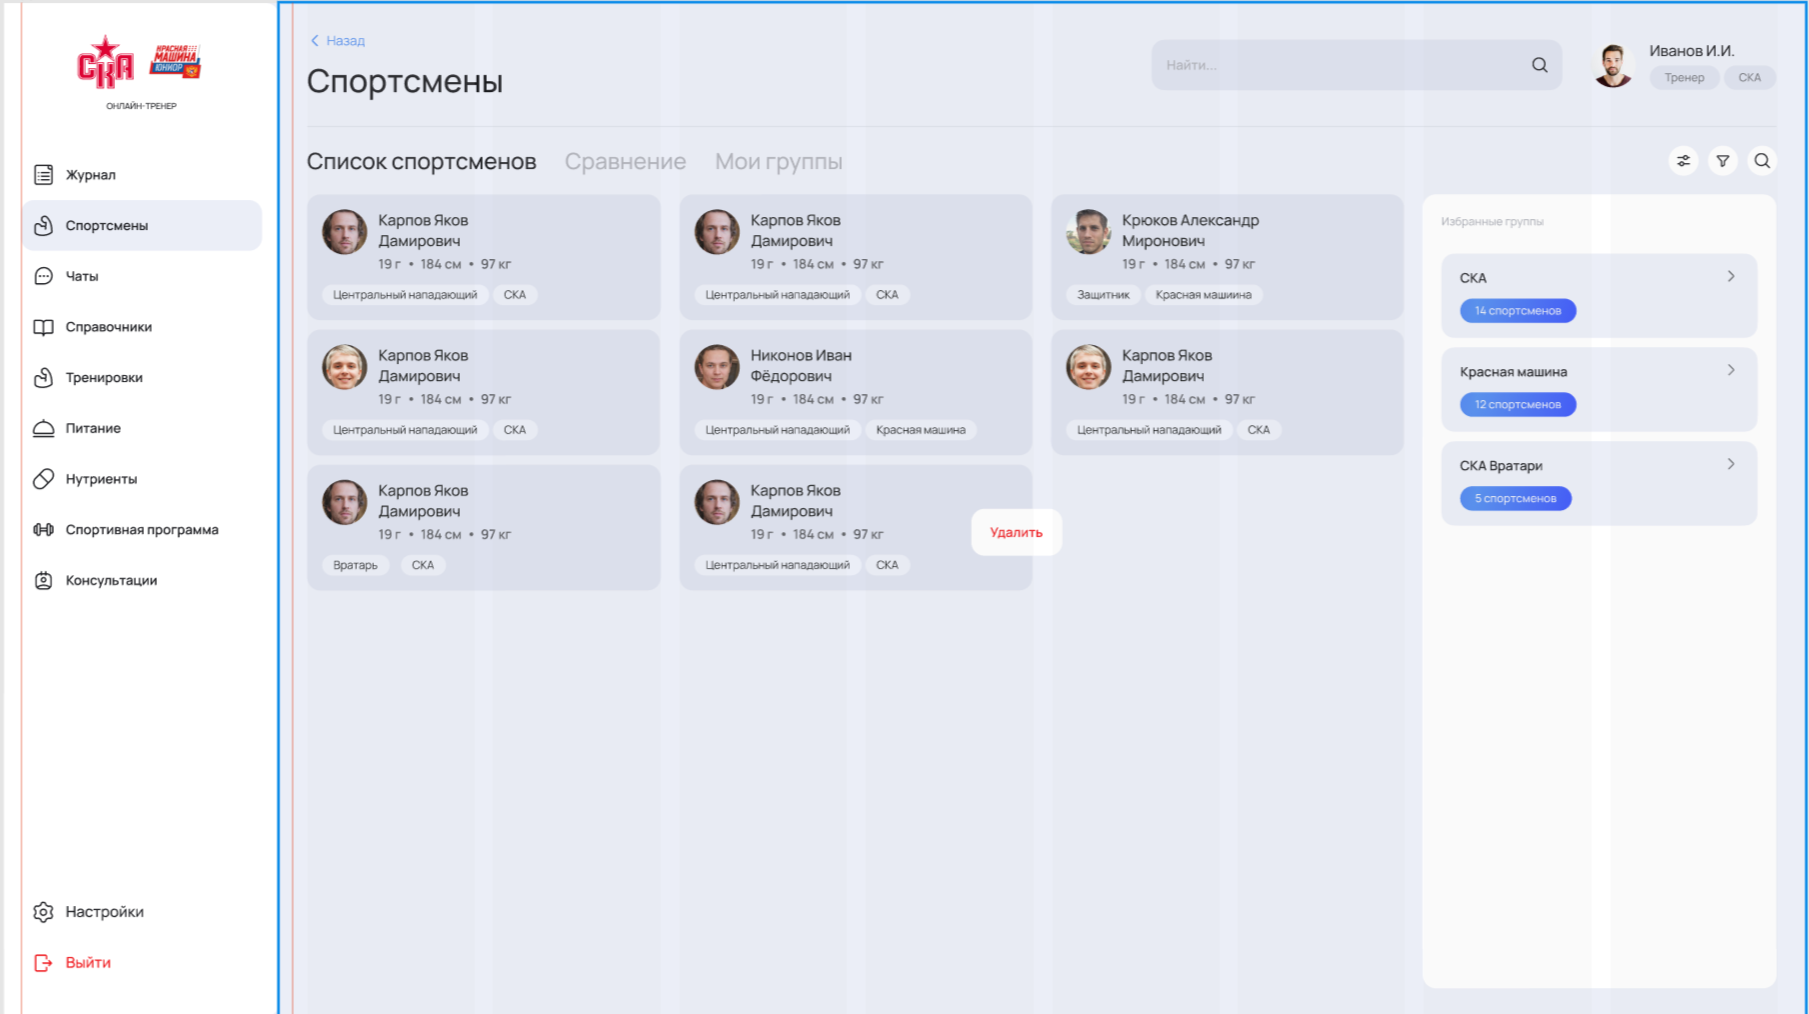 СКА
КРАСНАЯ
МАШИНА
ЮНИОР
ОНЛАЙН-ТРЕНЕР
Журнал
Спортсмены
Чаты
Справочники
Тренировки
Питание
Нутриенты
Спортивная программа
Консультации
Настройки
Выйти
Назад
Спортсмены
Найти...
Иванов И.И.
Тренер СКА
Список спортсменов Сравнение Мои группы
Карпов Яков
Дамирович
19 г • 184 см • 97 кг
Центральный нападающий СКА
Карпов Яков
Дамирович
19 г • 184 см • 97 кг
Центральный нападающий СКА
Крюков Александр
Миронович
19 г • 184 см • 97 кг
Защитник Красная машиина
Карпов Яков
Дамирович
19 г • 184 см • 97 кг
Центральный нападающий СКА
Никонов Иван
Фёдорович
19 г • 184 см • 97 кг
Центральный нападающий Красная машина
Карпов Яков
Дамирович
19 г • 184 см • 97 кг
Центральный нападающий СКА
Карпов Яков
Дамирович
19 г • 184 см • 97 кг
Вратарь СКА
Карпов Яков
Дамирович
19 г • 184 см • 97 кг
Центральный нападающий СКА
Удалить
Избранные группы
СКА
14 спортсменов
Красная машина
12 спортсменов
СКА Вратари
5 спортсменов